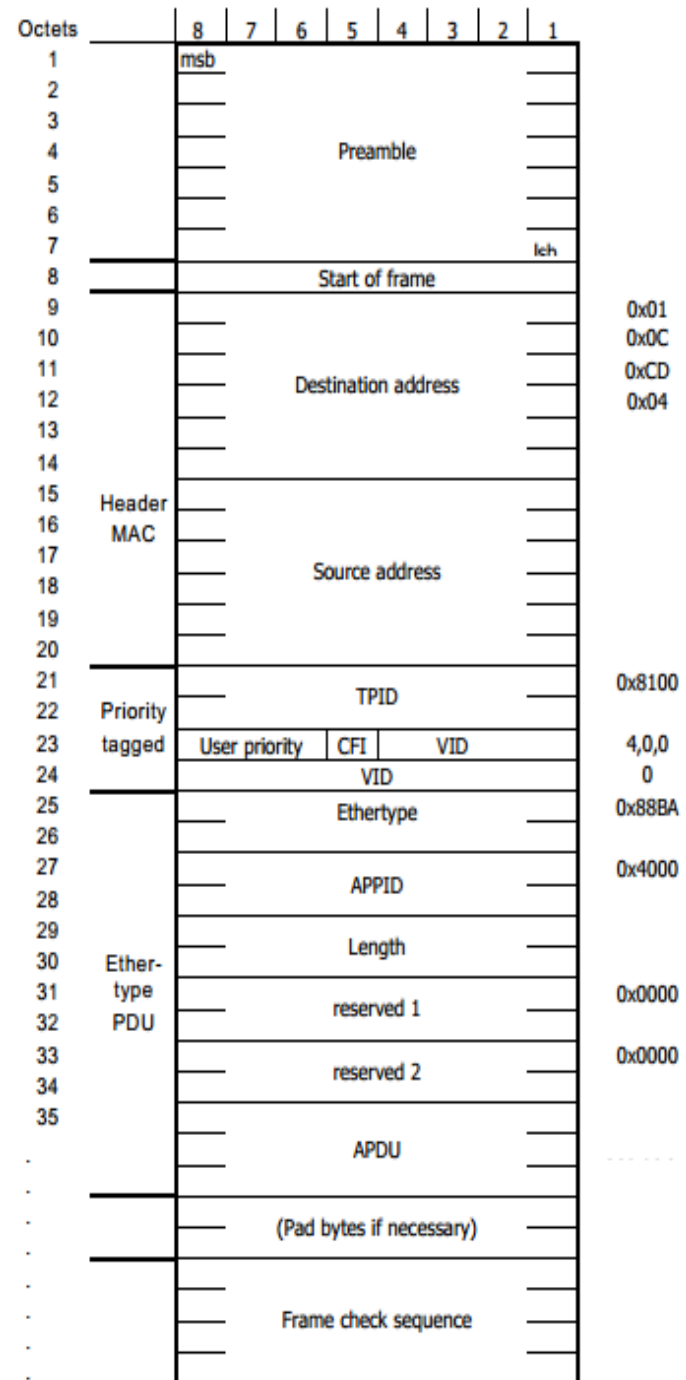 Octets 8 7 6 5 4 3 2 1
1 msb
2
3
4 Preamble
5
6
7
8 Start of frame
9 0x01
10 0x0C
11 Destination address 0xCD
12 0x04
13
14
15 Header
16 MAC
17
18 Source address
19
20
21 TPID 0x8100
22 Priority
23 tagged User priority CFI VID 4,0,0
24 VID 0
25 Ethertype 0x88BA
26
27 APPID 0x4000
28
29 Length
30 Ether-
31 type reserved 1 0x0000
32 PDU
33 reserved 2 0x0000
34
35
APDU
(Pad bytes if necessary)
Frame check sequence